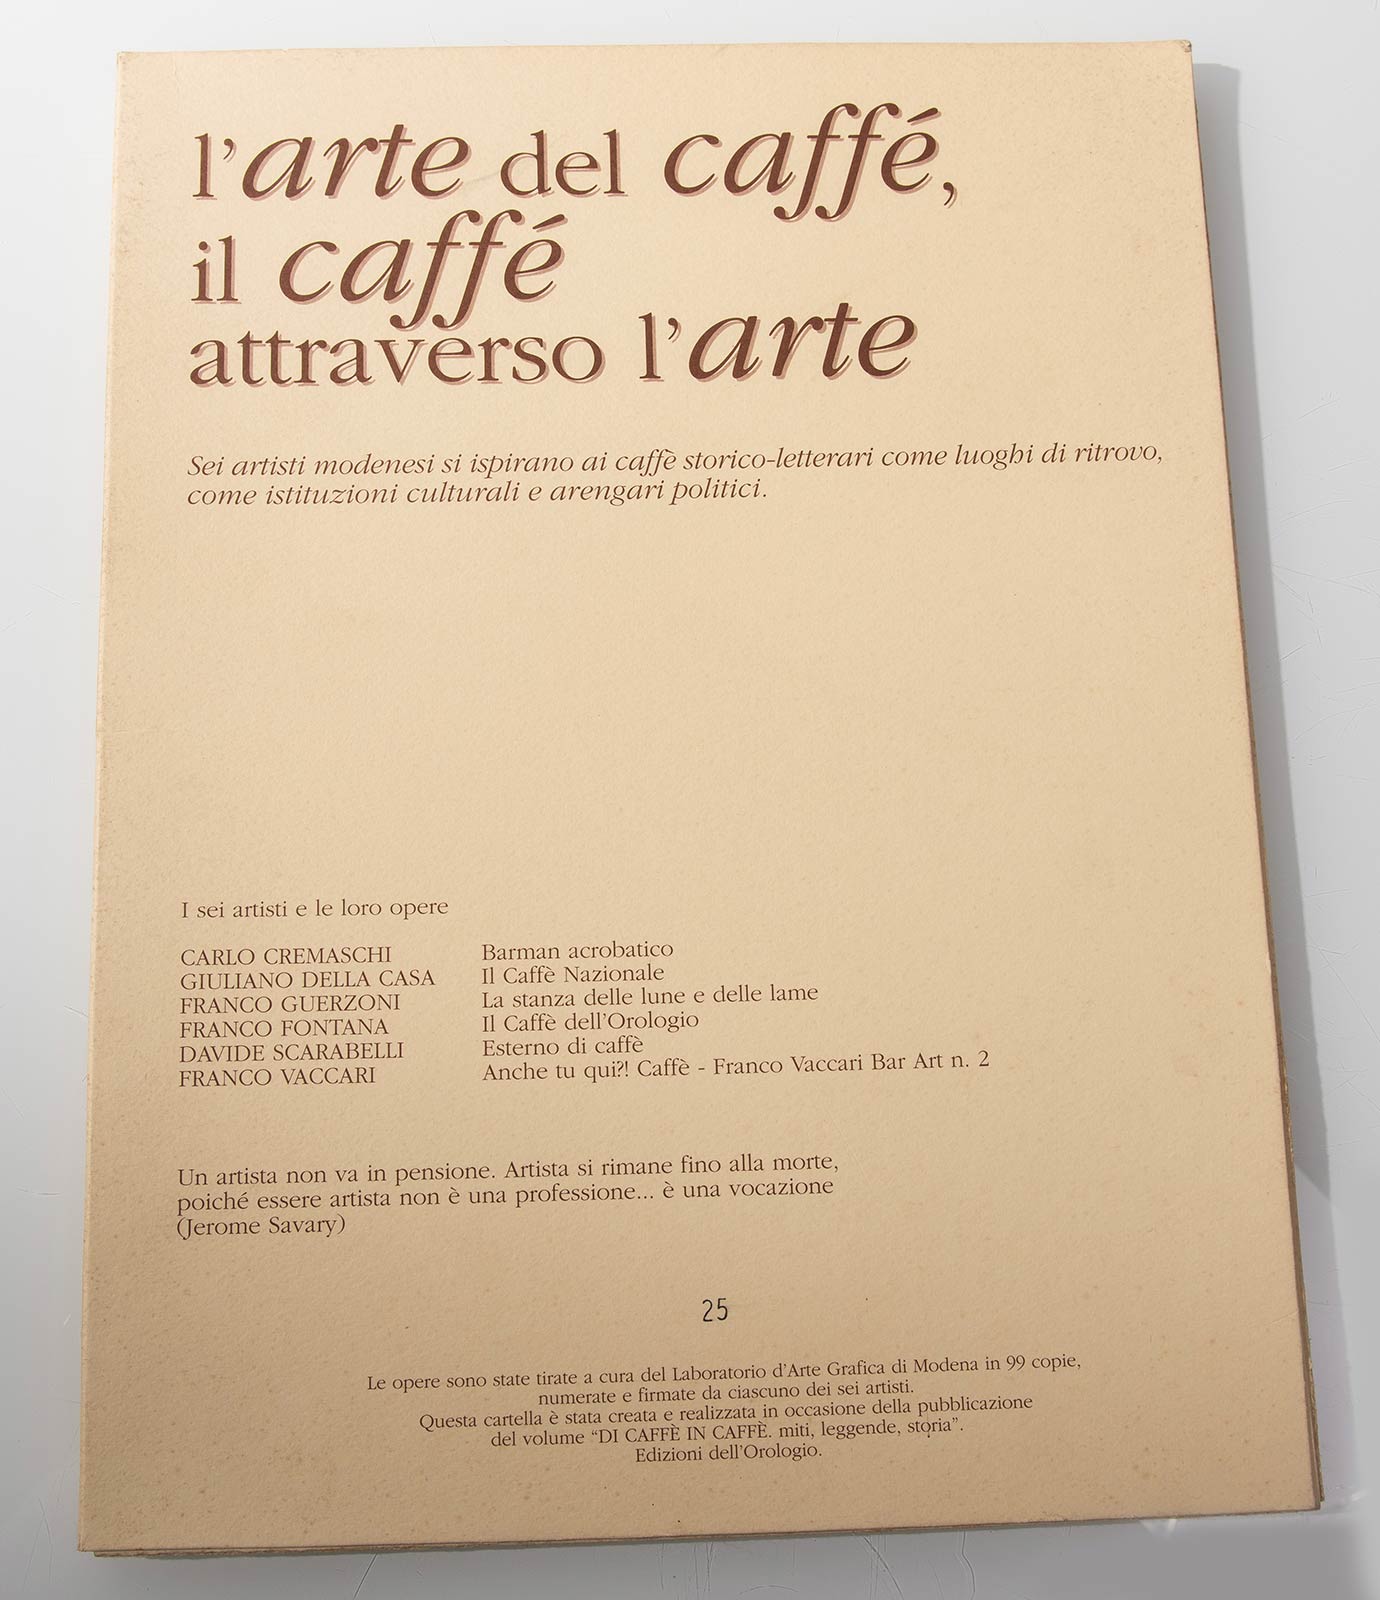 l'arte del caffé,
il caffé
attraverso l'arte
Sei artisti modenesi si ispirano ai caffè storico-letterari come luoghi di ritrovo,
come istituzioni culturali e arengari politici.
I sei artisti e le loro opere
CARLO CREMASCHI Barman acrobatico
GIULIANO DELLA CASA Il Caffè Nazionale
FRANCO GUERZONI La stanza delle lune e delle lame
FRANCO FONTANA Il Caffè dell'Orologio
DAVIDE SCARABELLI Esterno di caffè
FRANCO VACCARI Anche tu qui?! Caffè - Franco Vaccari Bar Art n. 2
Un artista non va in pensione. Artista si rimane fino alla morte,
poiché essere artista non è una professione... è una vocazione
(Jerome Savary)
25
Le opere sono state tirate a cura del Laboratorio d'Arte Grafica di Modena in 99 copie,
numerate e firmate da ciascuno dei sei artisti.
Questa cartella è stata creata e realizzata in occasione della pubblicazione
del volume "DI CAFFÈ IN CAFFÈ. miti, leggende, storia".
Edizioni dell'Orologio.